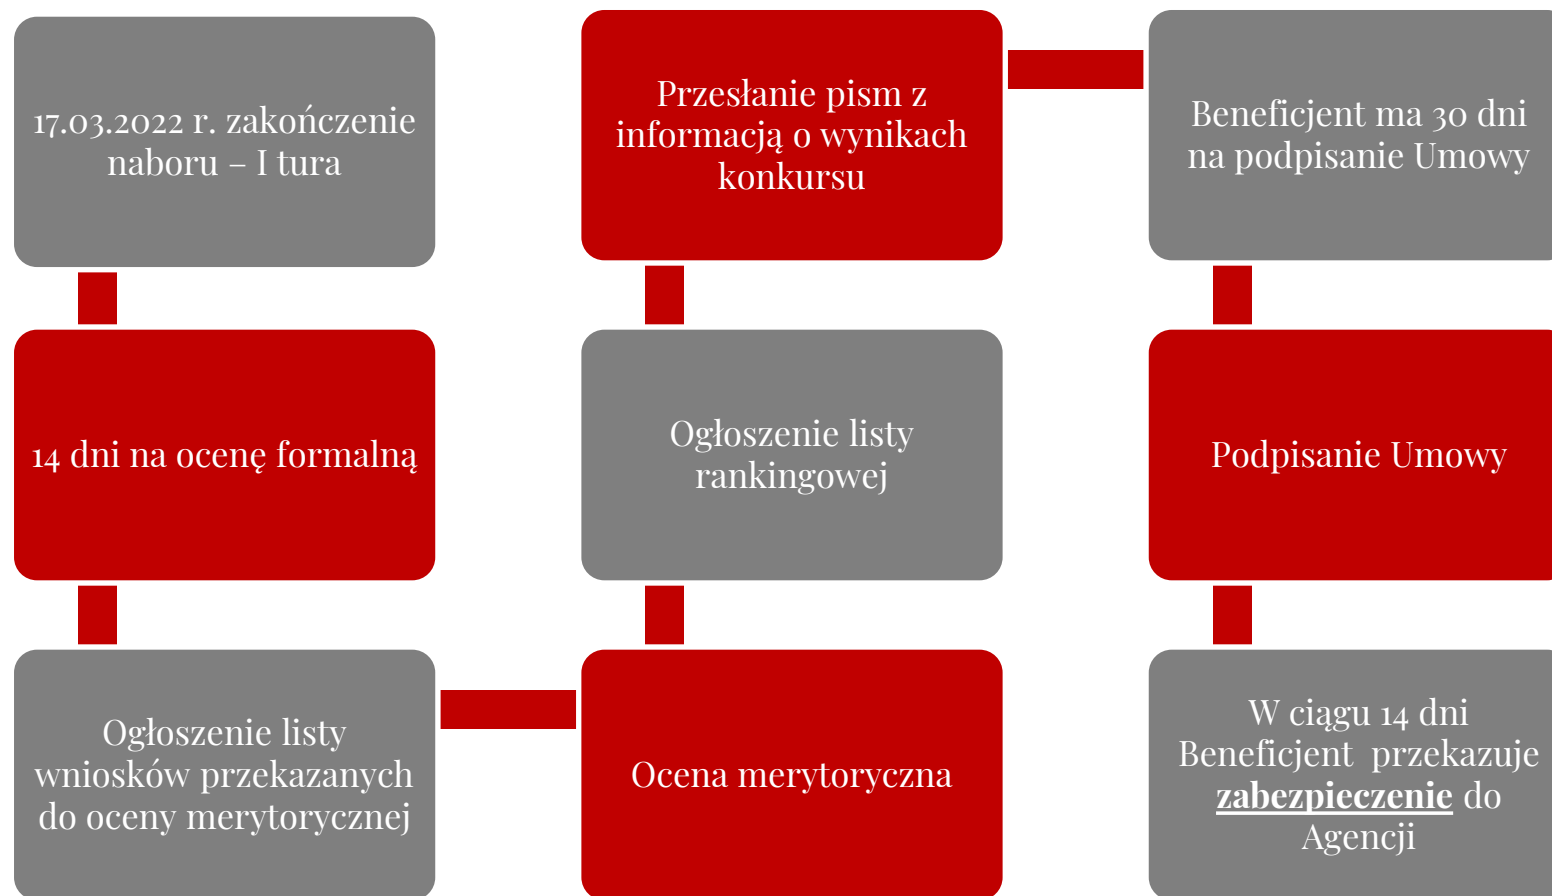 17.03.2022 r. zakończenie
naboru – I tura
14 dni na ocenę formalną
Ogłoszenie listy
wniosków przekazanych
do oceny merytorycznej
Ocena merytoryczna
Ogłoszenie listy
rankingowej
Przesłanie pism z
informacją o wynikach
konkursu
Beneficjent ma 30 dni
na podpisanie Umowy
Podpisanie Umowy
W ciągu 14 dni
Beneficjent przekazuje
zabezpieczenie do
Agencji